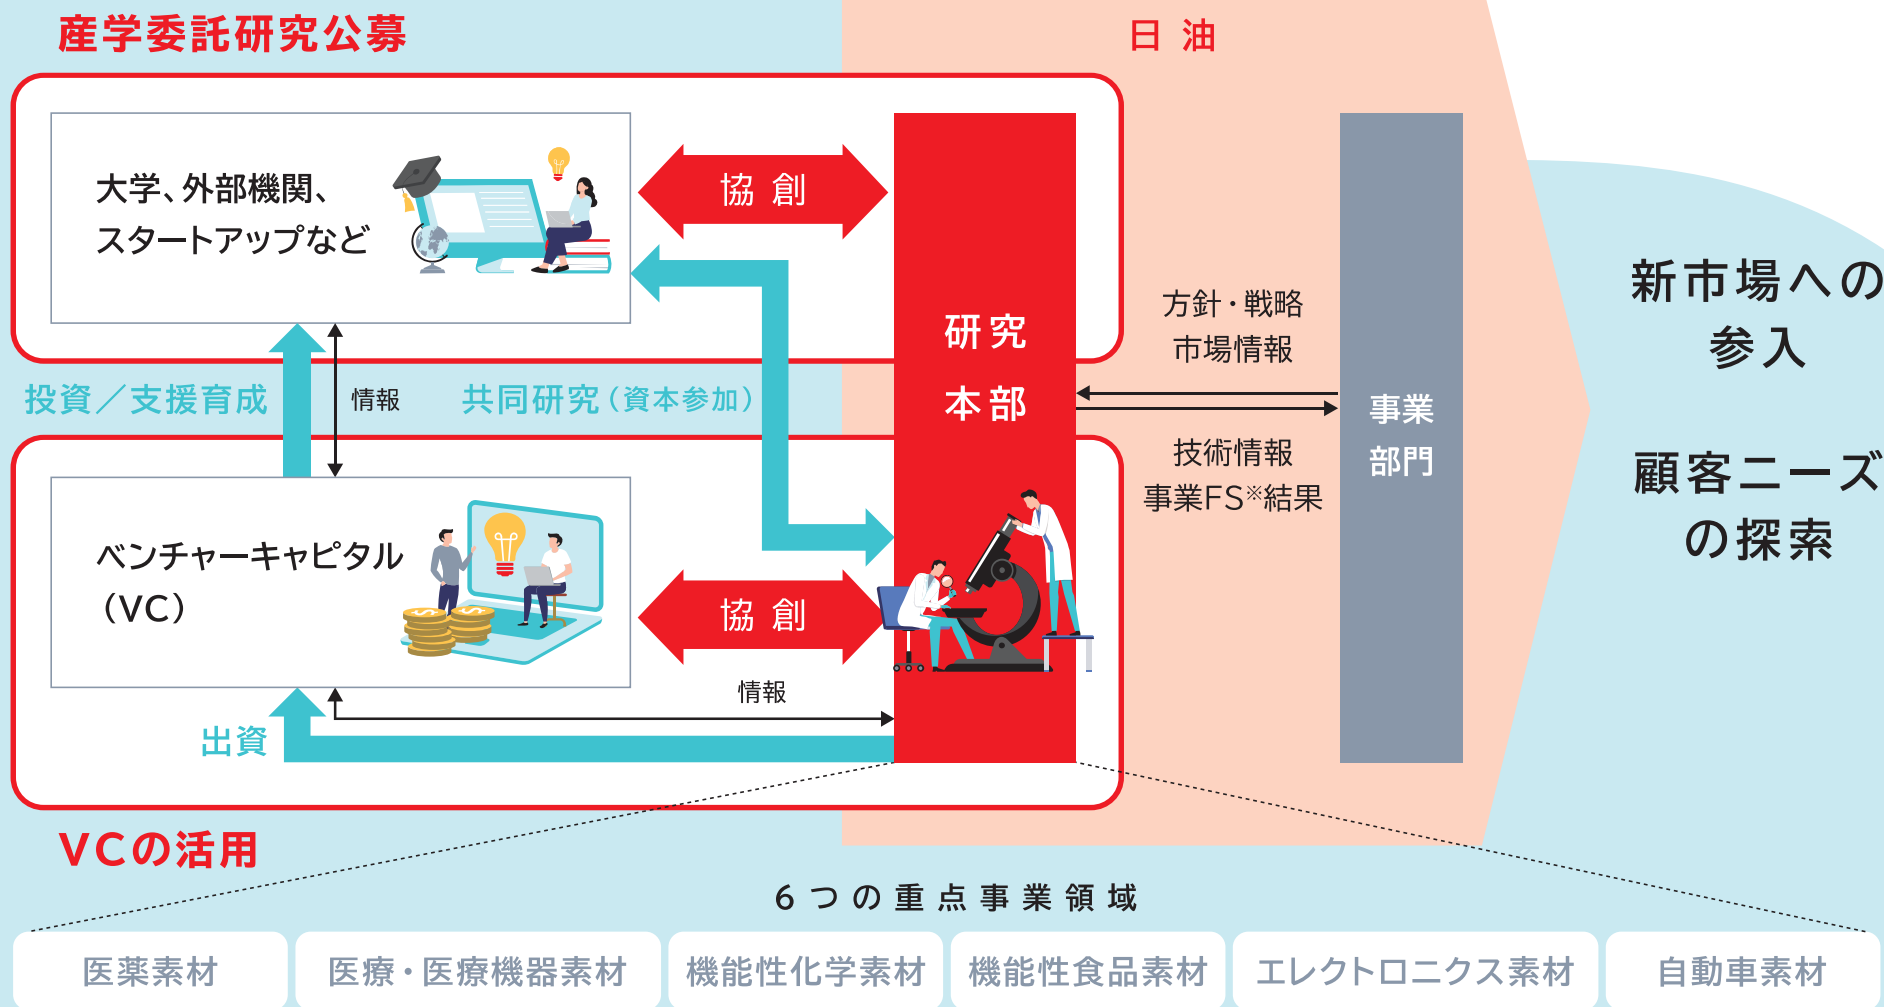 産学委託研究公募
日油
大学、外部機関、
スタートアップなど
協創
研究
本部
方針・戦略
市場情報
技術情報
事業FS※結果
事業
部門
新市場への
参入
顧客ニーズ
の探索
投資／支援育成
情報
共同研究（資本参加）
ベンチャーキャピタル
（VC）
協創
情報
出資
VCの活用
6つの重点事業領域
医薬素材
医療・医療機器素材
機能性化学素材
機能性食品素材
エレクトロニクス素材
自動車素材